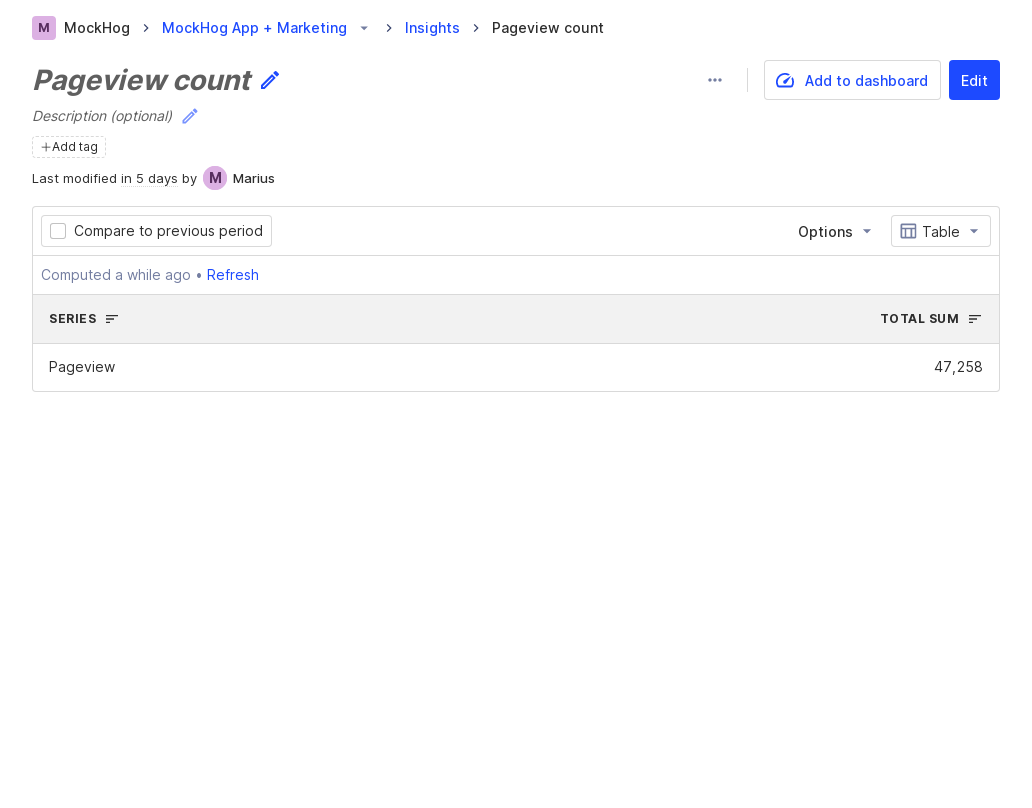 M MockHog MockHog App + Marketing Insights Pageview count
Pageview count
Add to dashboard
Edit
Description (optional)
Add tag
Last modified in 5 days by M Marius
Compare to previous period
Options
Table
Computed a while ago • Refresh
SERIES TOTAL SUM
Pageview 47,258